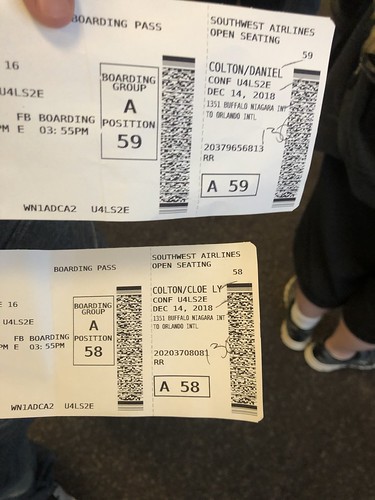 BOARDING PASS
SOUTHWEST AIRLINES
OPEN SEATING
59
16
BOARDING
GROUP
A
POSITION
59
COLTON/DANIEL
CONF U4LS2E
DEC 14, 2018
1351 BUFFALO NIAGARA INT
TO ORLANDO INTL
U4LS2E
FB BOARDING
PM E 03:55PM
20379656813
RR
A 59
WN1ADCA2 U4LS2E
BOARDING PASS
SOUTHWEST AIRLINES
OPEN SEATING
58
E 16
BOARDING
GROUP
A
POSITION
58
COLTON/CLOE LY
CONF U4LS2E
DEC 14, 2018
1351 BUFFALO NIAGARA INT
TO ORLANDO INTL
U4LS2E
FB BOARDING
PM E 03:55PM
20203708081
RR
A 58
WN1ADCA2 U4LS2E